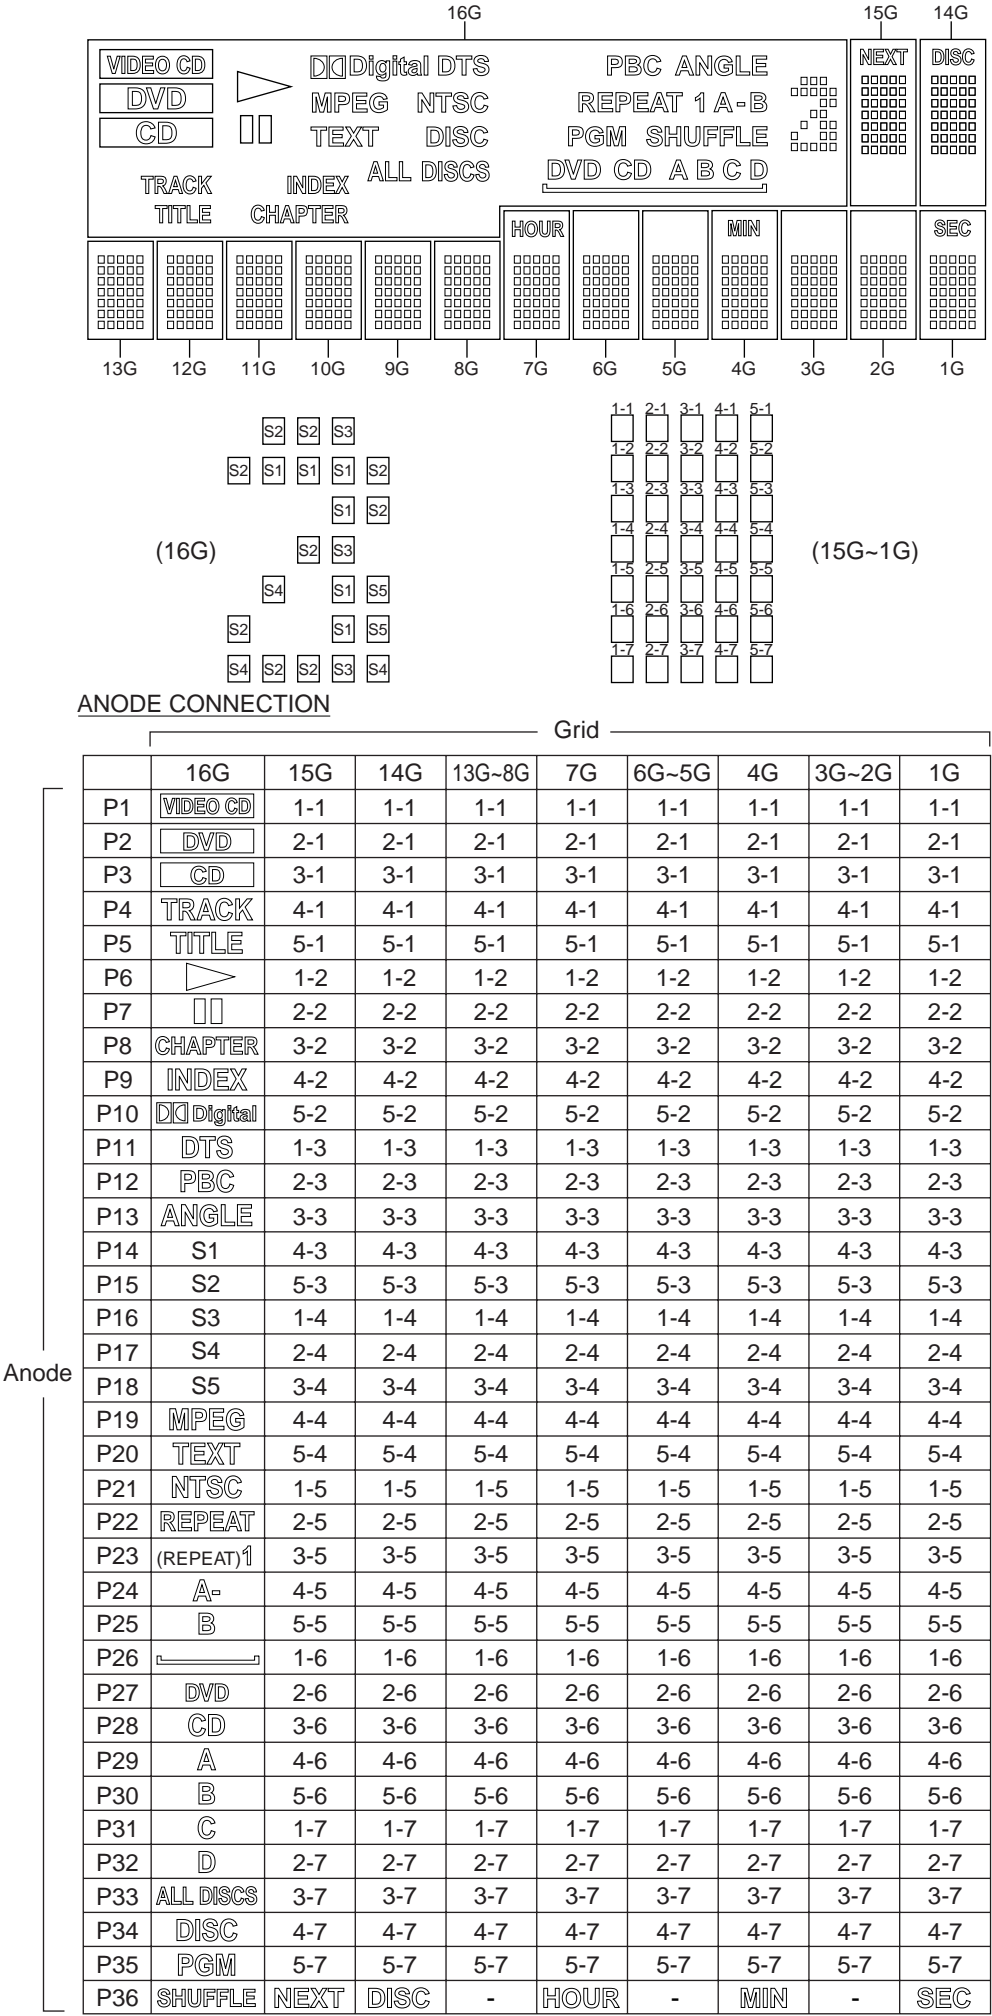 16G 15G 14G
VIDEO CD Digital DTS PBC ANGLE NEXT DISC
DVD MPEG NTSC REPEAT 1 A-B
CD TEXT DISC PGM SHUFFLE
ALL DISCS DVD CD A B C D
TRACK INDEX
TITLE CHAPTER
HOUR MIN SEC
13G 12G 11G 10G 9G 8G 7G 6G 5G 4G 3G 2G 1G
S2 S2 S3
S2 S1 S1 S1 S2
S1 S2
(16G) S2 S3
S4 S1 S5
S2 S1 S5
S4 S2 S2 S3 S4
1-1 2-1 3-1 4-1 5-1
1-2 2-2 3-2 4-2 5-2
1-3 2-3 3-3 4-3 5-3
1-4 2-4 3-4 4-4 5-4
(15G~1G)
1-5 2-5 3-5 4-5 5-5
1-6 2-6 3-6 4-6 5-6
1-7 2-7 3-7 4-7 5-7
ANODE CONNECTION
Grid
16G 15G 14G 13G~8G 7G 6G~5G 4G 3G~2G 1G
P1 VIDEO CD 1-1 1-1 1-1 1-1 1-1 1-1 1-1 1-1
P2 DVD 2-1 2-1 2-1 2-1 2-1 2-1 2-1 2-1
P3 CD 3-1 3-1 3-1 3-1 3-1 3-1 3-1 3-1
P4 TRACK 4-1 4-1 4-1 4-1 4-1 4-1 4-1 4-1
P5 TITLE 5-1 5-1 5-1 5-1 5-1 5-1 5-1 5-1
P6 1-2 1-2 1-2 1-2 1-2 1-2 1-2 1-2
P7 2-2 2-2 2-2 2-2 2-2 2-2 2-2 2-2
P8 CHAPTER 3-2 3-2 3-2 3-2 3-2 3-2 3-2 3-2
P9 INDEX 4-2 4-2 4-2 4-2 4-2 4-2 4-2 4-2
P10 Digital 5-2 5-2 5-2 5-2 5-2 5-2 5-2 5-2
P11 DTS 1-3 1-3 1-3 1-3 1-3 1-3 1-3 1-3
P12 PBC 2-3 2-3 2-3 2-3 2-3 2-3 2-3 2-3
P13 ANGLE 3-3 3-3 3-3 3-3 3-3 3-3 3-3 3-3
P14 S1 4-3 4-3 4-3 4-3 4-3 4-3 4-3 4-3
P15 S2 5-3 5-3 5-3 5-3 5-3 5-3 5-3 5-3
P16 S3 1-4 1-4 1-4 1-4 1-4 1-4 1-4 1-4
P17 S4 2-4 2-4 2-4 2-4 2-4 2-4 2-4 2-4
Anode
P18 S5 3-4 3-4 3-4 3-4 3-4 3-4 3-4 3-4
P19 MPEG 4-4 4-4 4-4 4-4 4-4 4-4 4-4 4-4
P20 TEXT 5-4 5-4 5-4 5-4 5-4 5-4 5-4 5-4
P21 NTSC 1-5 1-5 1-5 1-5 1-5 1-5 1-5 1-5
P22 REPEAT 2-5 2-5 2-5 2-5 2-5 2-5 2-5 2-5
P23 (REPEAT)1 3-5 3-5 3-5 3-5 3-5 3-5 3-5 3-5
P24 A- 4-5 4-5 4-5 4-5 4-5 4-5 4-5 4-5
P25 B 5-5 5-5 5-5 5-5 5-5 5-5 5-5 5-5
P26 1-6 1-6 1-6 1-6 1-6 1-6 1-6 1-6
P27 DVD 2-6 2-6 2-6 2-6 2-6 2-6 2-6 2-6
P28 CD 3-6 3-6 3-6 3-6 3-6 3-6 3-6 3-6
P29 A 4-6 4-6 4-6 4-6 4-6 4-6 4-6 4-6
P30 B 5-6 5-6 5-6 5-6 5-6 5-6 5-6 5-6
P31 C 1-7 1-7 1-7 1-7 1-7 1-7 1-7 1-7
P32 D 2-7 2-7 2-7 2-7 2-7 2-7 2-7 2-7
P33 ALL DISCS 3-7 3-7 3-7 3-7 3-7 3-7 3-7 3-7
P34 DISC 4-7 4-7 4-7 4-7 4-7 4-7 4-7 4-7
P35 PGM 5-7 5-7 5-7 5-7 5-7 5-7 5-7 5-7
P36 SHUFFLE NEXT DISC - HOUR - MIN - SEC